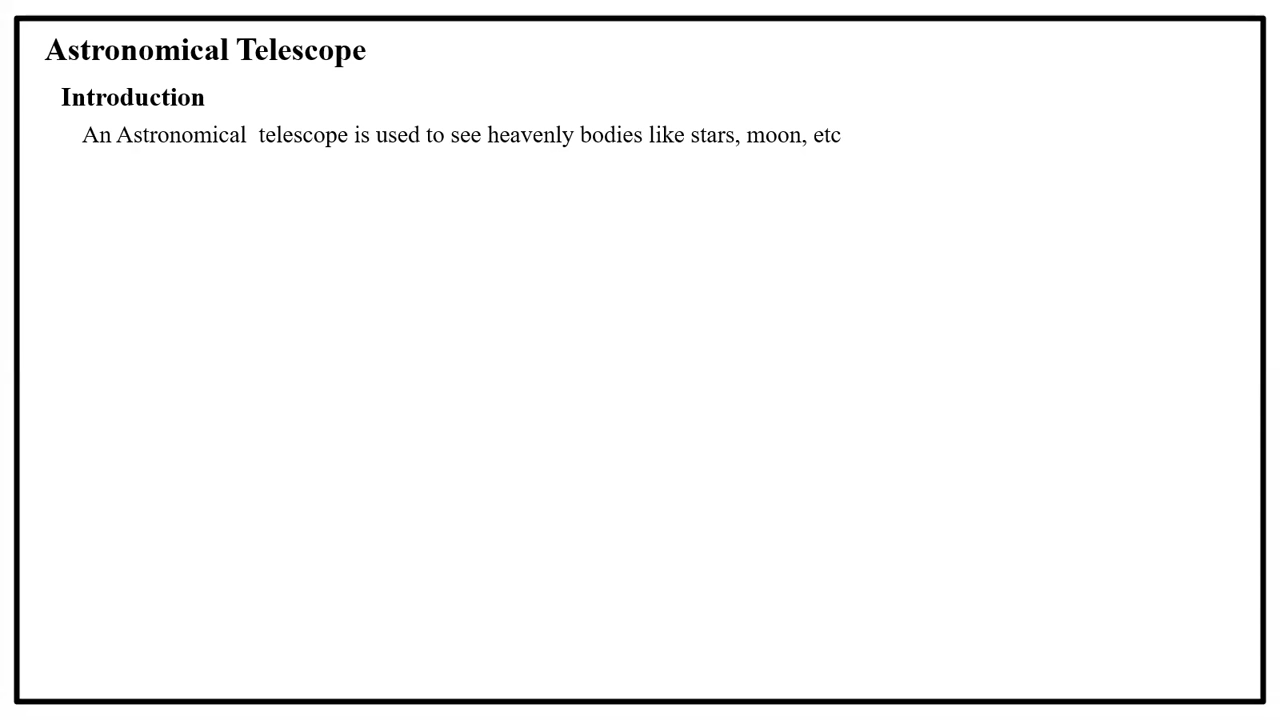 Astronomical Telescope
Introduction
An Astronomical  telescope is used to see heavenly bodies like stars, moon, etc